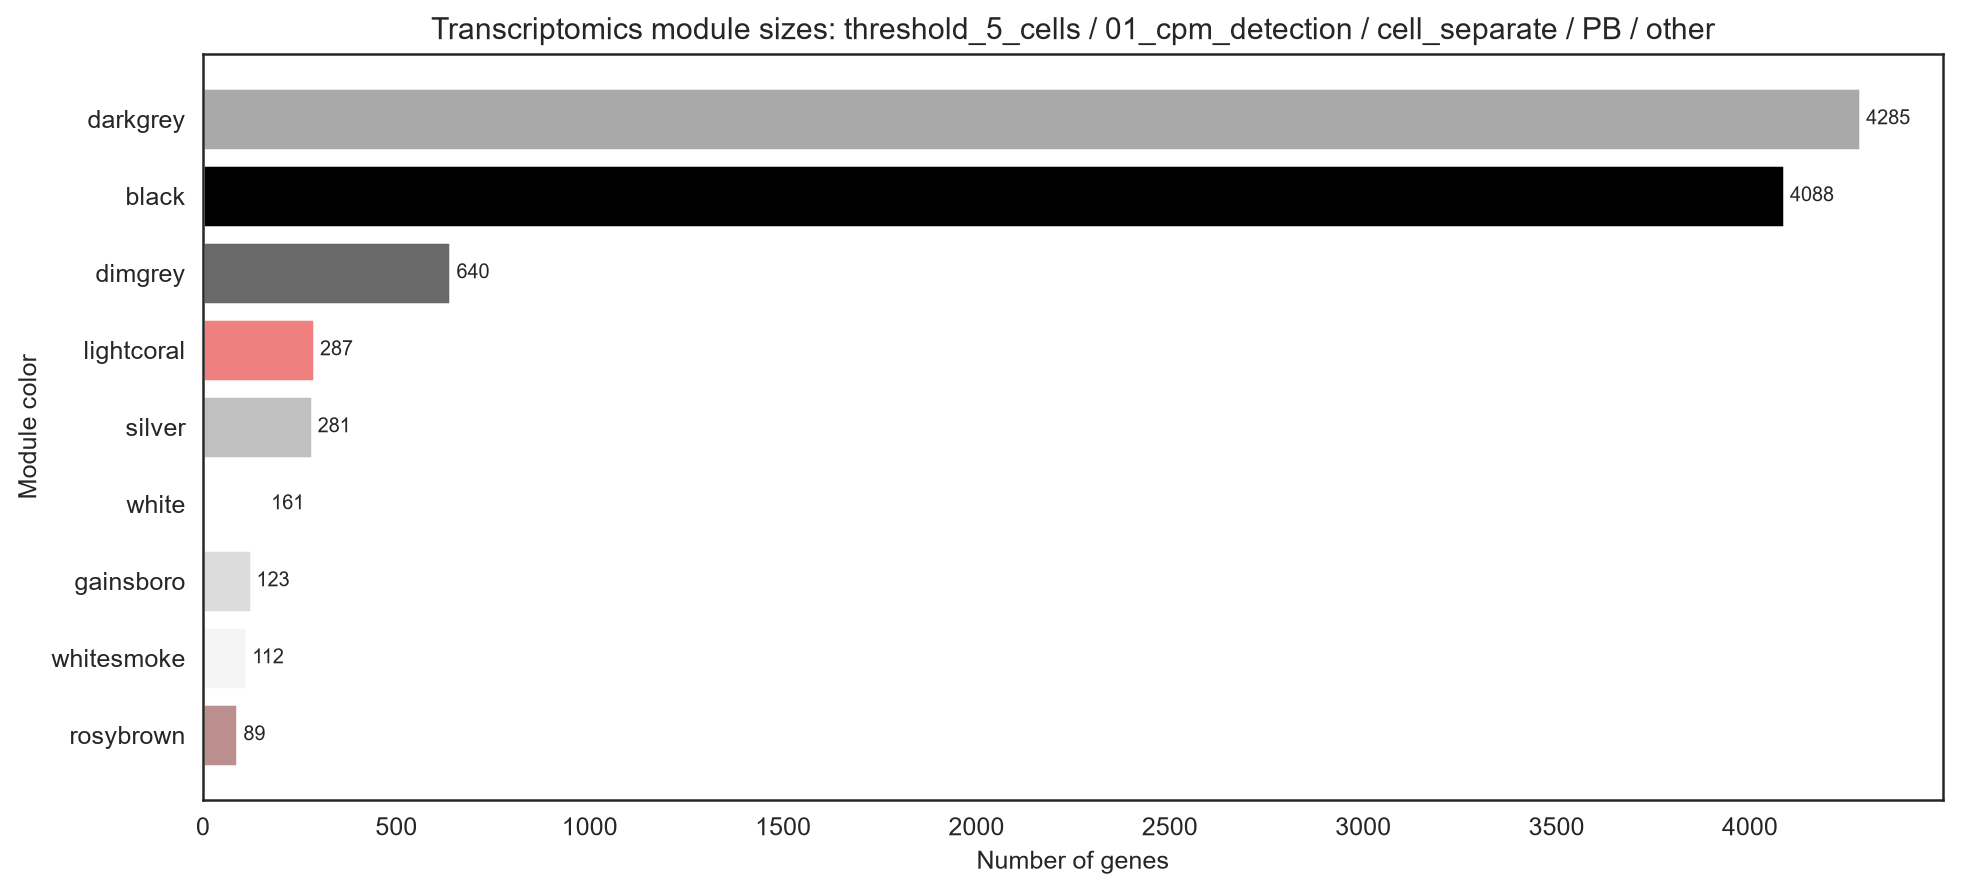 Transcriptomics module sizes: threshold_5_cells / 01_cpm_detection / cell_separate / PB / other
darkgrey 4285
black 4088
dimgrey 640
lightcoral 287
silver 281
white 161
gainsboro 123
whitesmoke 112
rosybrown 89
Module color
0 500 1000 1500 2000 2500 3000 3500 4000
Number of genes